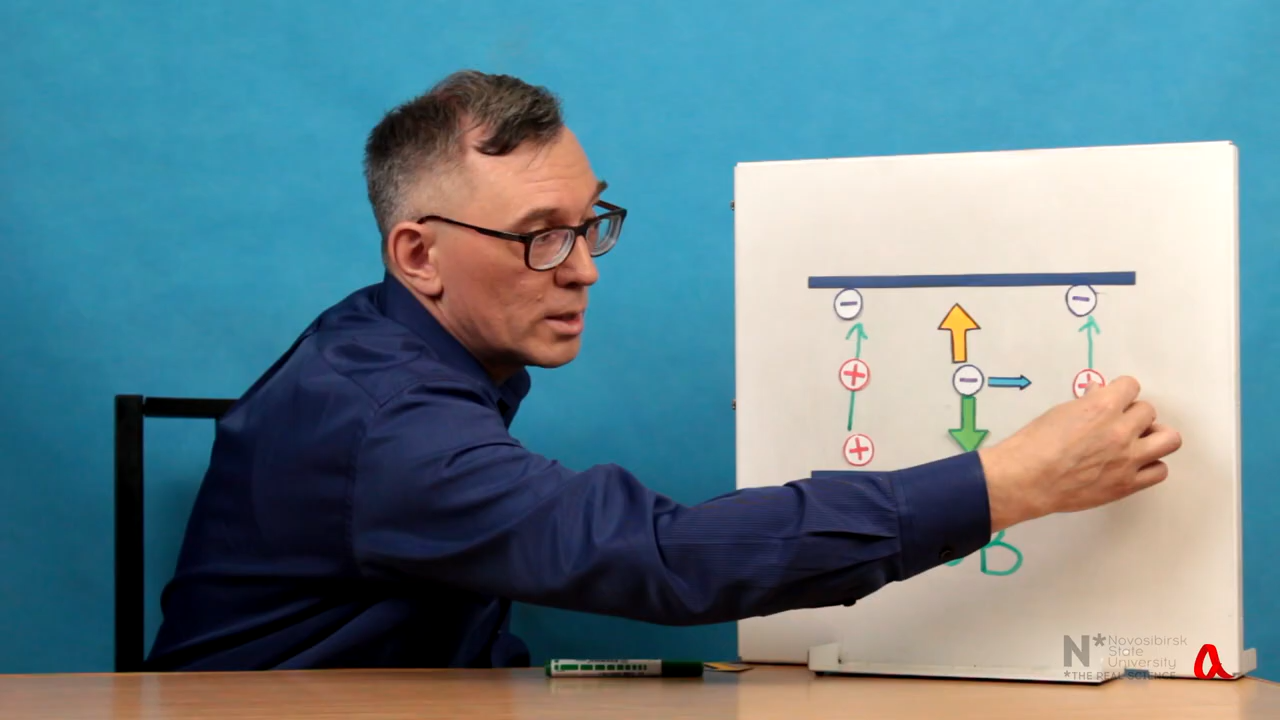 − −
+ − +
+
B
N* Novosibirsk
State
University
*THE REAL SCIENCE